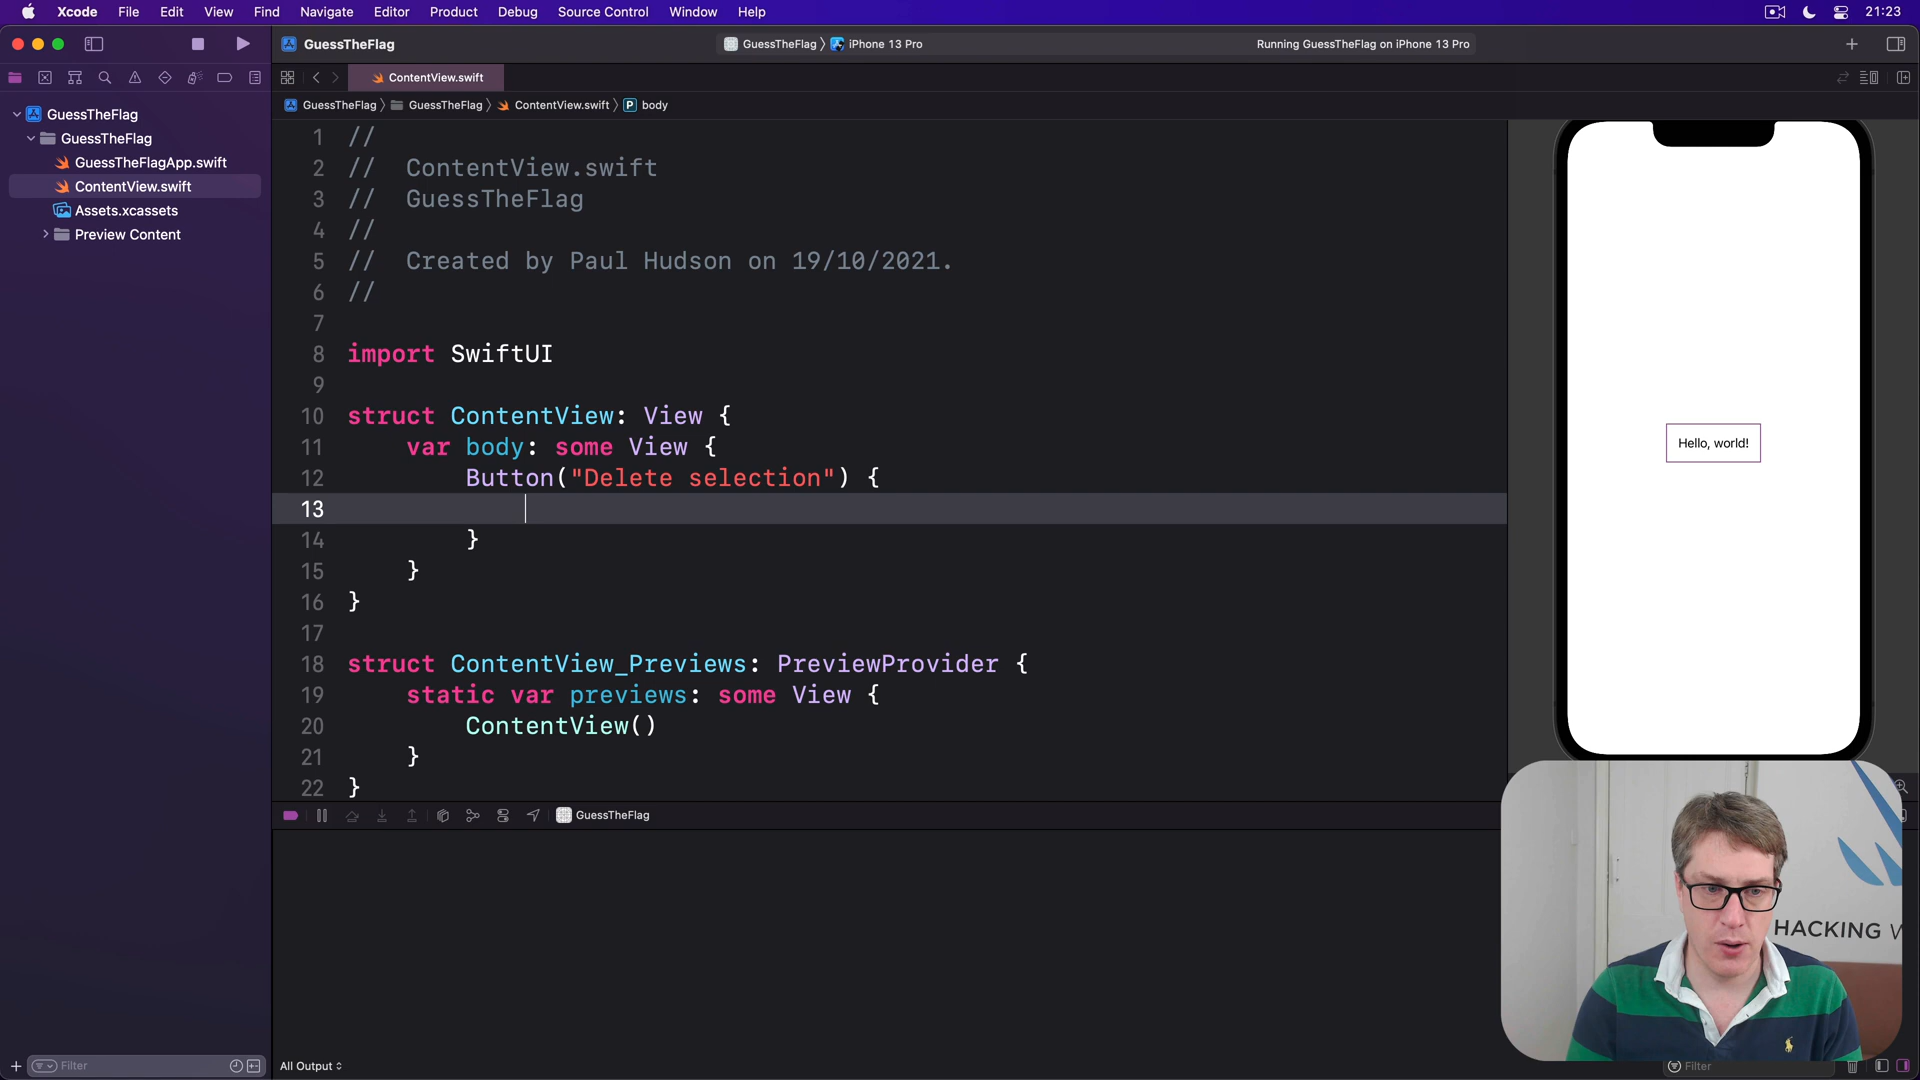 Xcode File Edit View Find Navigate Editor Product Debug Source Control Window Help 21:23
GuessTheFlag GuessTheFlag iPhone 13 Pro Running GuessTheFlag on iPhone 13 Pro
ContentView.swift
GuessTheFlag GuessTheFlag ContentView.swift P body
GuessTheFlag
GuessTheFlag
GuessTheFlagApp.swift
ContentView.swift
Assets.xcassets
Preview Content
1 //
2 // ContentView.swift
3 // GuessTheFlag
4 //
5 // Created by Paul Hudson on 19/10/2021.
6 //
7
8 import SwiftUI
9
10 struct ContentView: View {
11 var body: some View {
12 Button("Delete selection") {
13
14 }
15 }
16 }
17
18 struct ContentView_Previews: PreviewProvider {
19 static var previews: some View {
20 ContentView()
21 }
22 }
Hello, world!
GuessTheFlag
HACKING W
Filter
All Output
Filter